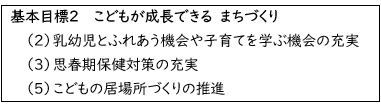 基本目標2　こどもが成長できる まちづくり
（2）乳幼児とふれあう機会や子育てを学ぶ機会の充実
（3）思春期保健対策の充実
（5）こどもの居場所づくりの推進